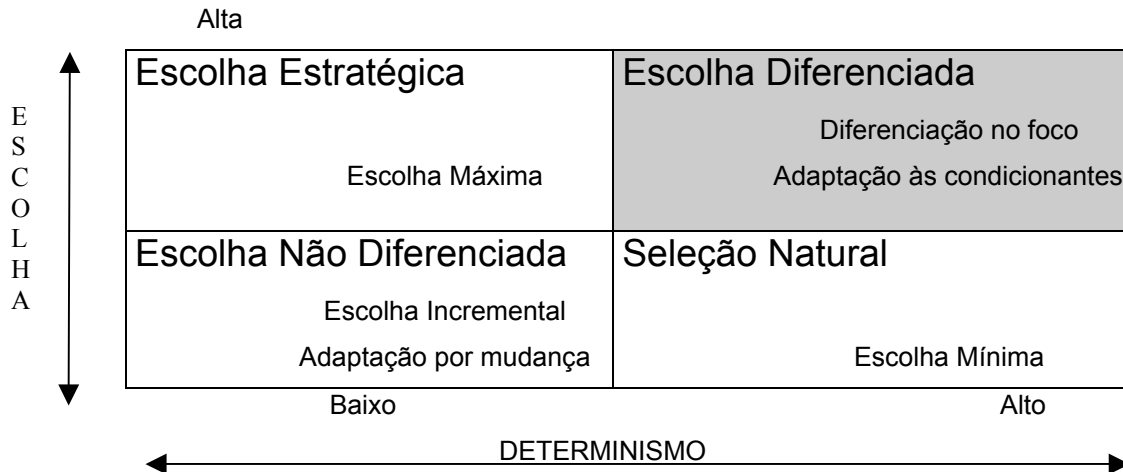 Alta
Escolha Estratégica
Escolha Diferenciada
Diferenciação no foco
Escolha Máxima
Adaptação às condicionantes
ESCOLHA
Escolha Não Diferenciada
Seleção Natural
Escolha Incremental
Adaptação por mudança
Escolha Mínima
Baixo
Alto
DETERMINISMO